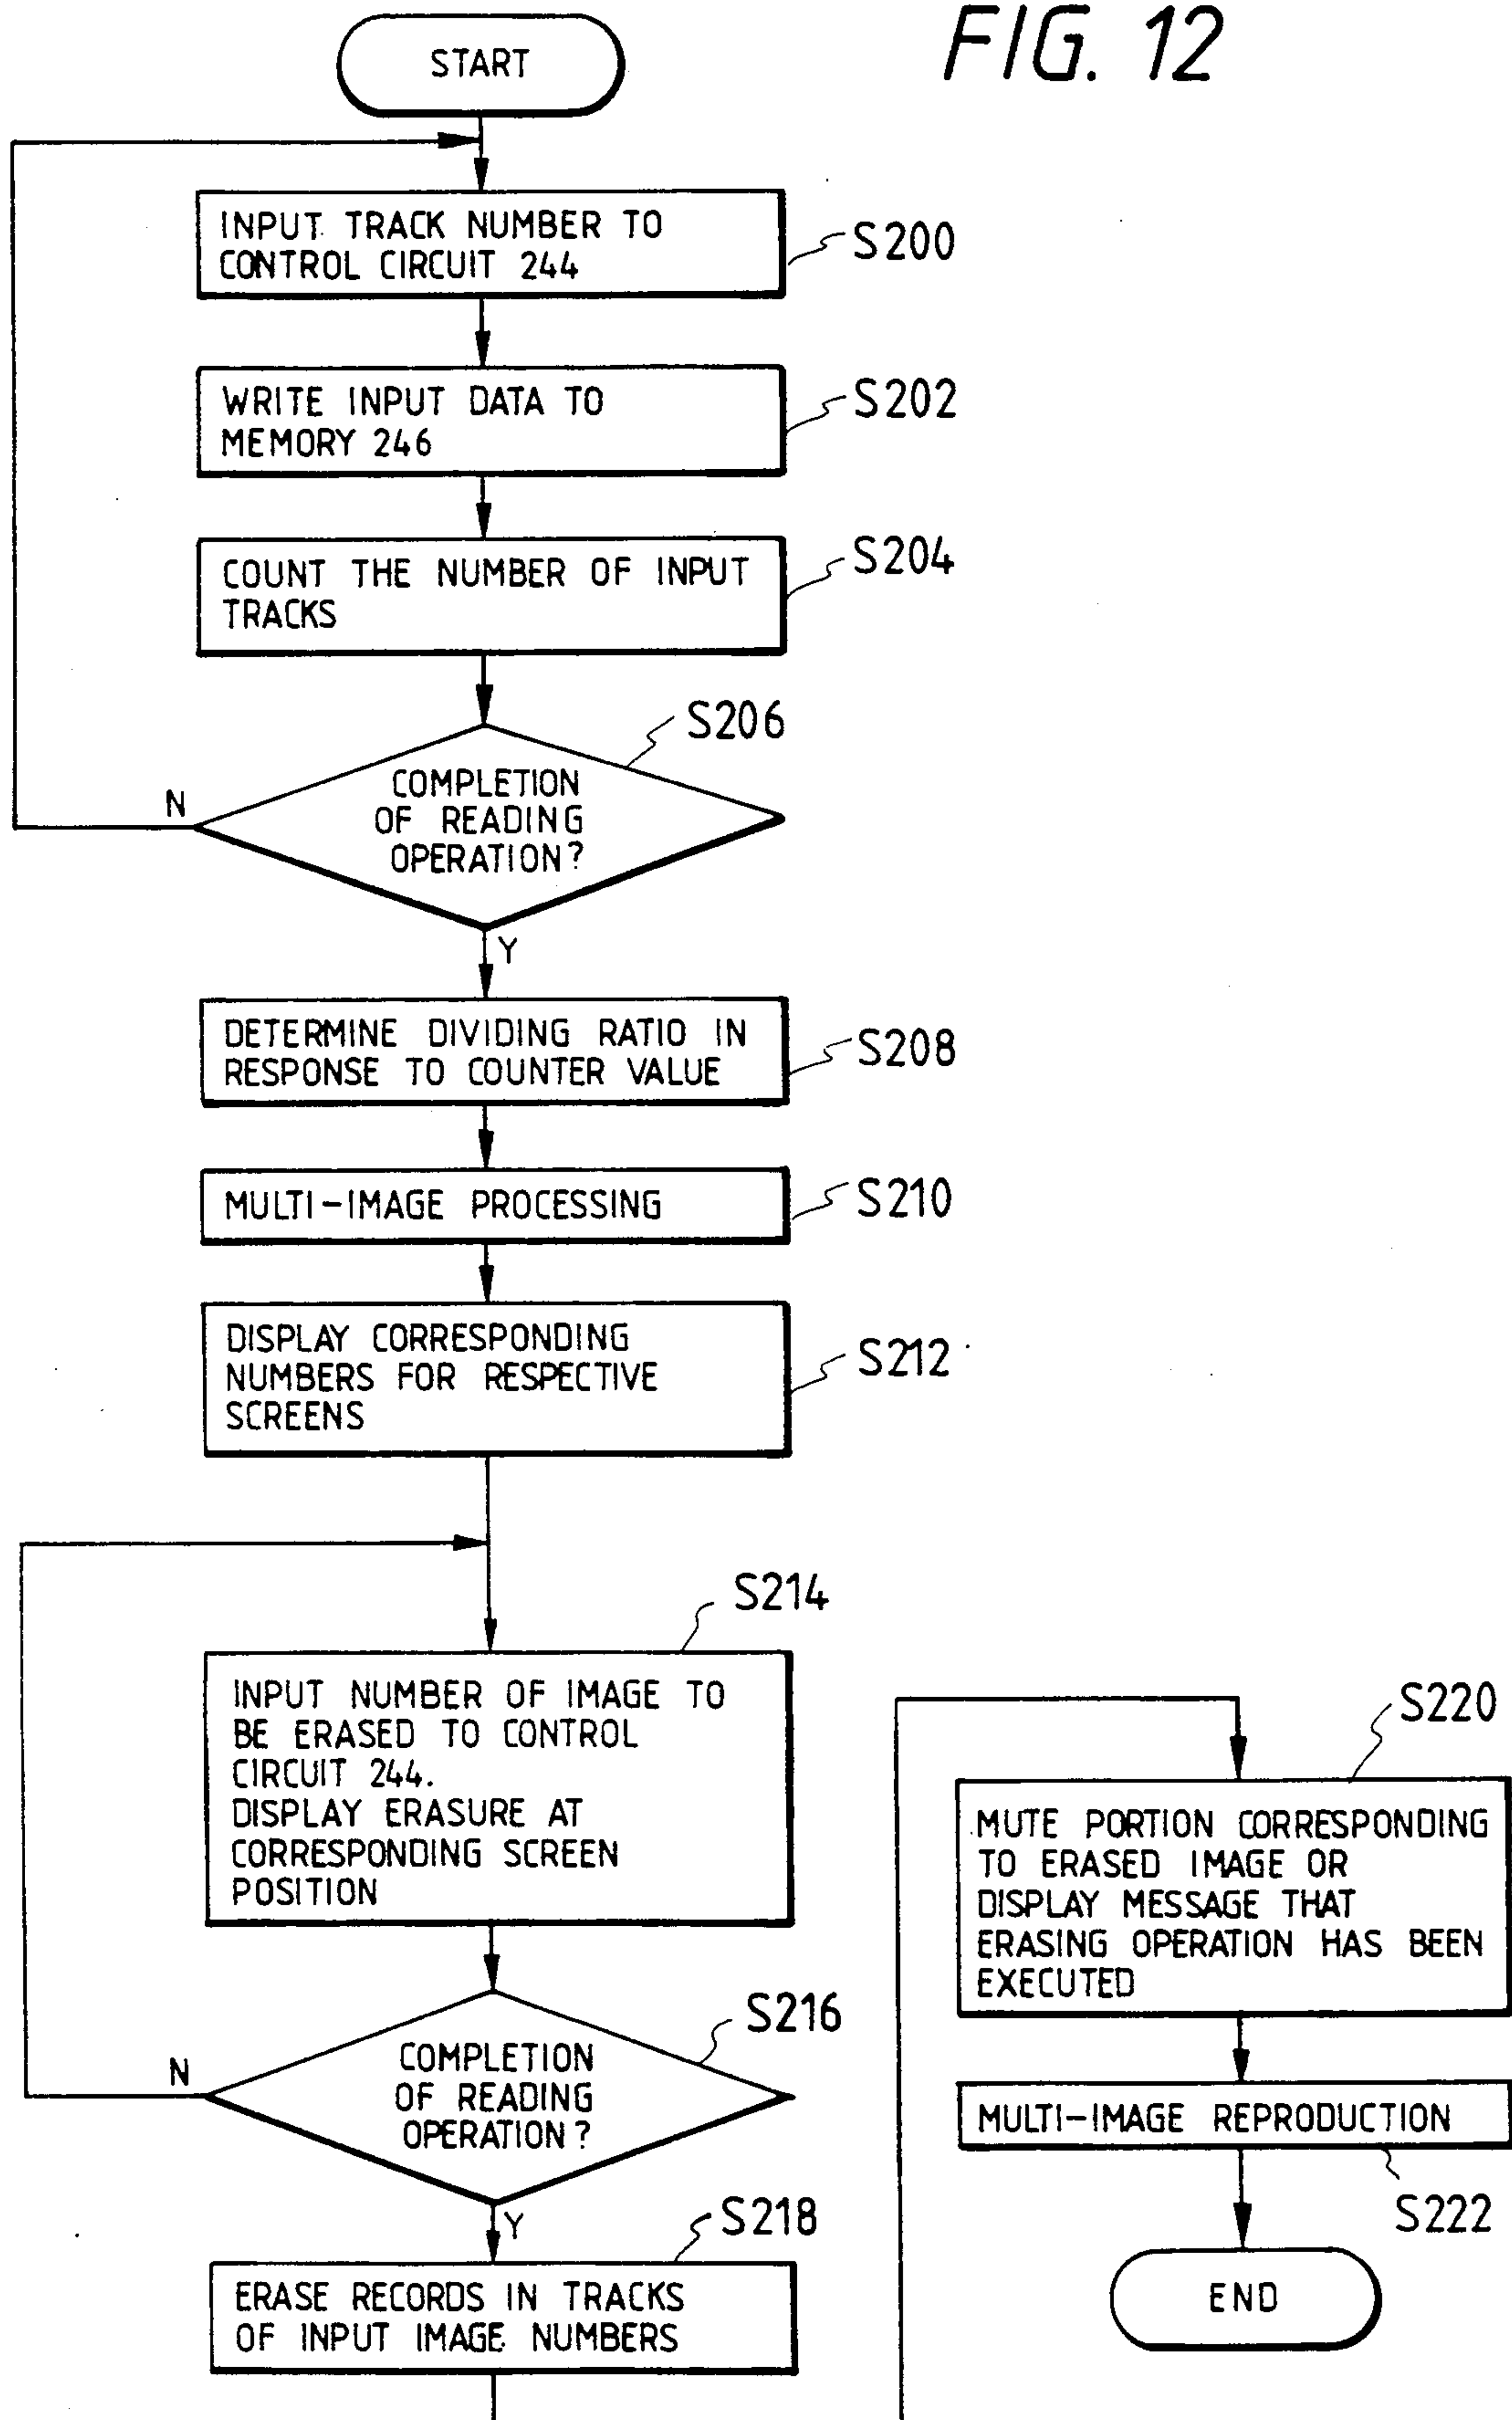 FIG. 12
START
INPUT TRACK NUMBER TO
CONTROL CIRCUIT 244
S200
WRITE INPUT DATA TO
MEMORY 246
S202
COUNT THE NUMBER OF INPUT
TRACKS
S204
S206
COMPLETION
OF READING
OPERATION?
N
Y
DETERMINE DIVIDING RATIO IN
RESPONSE TO COUNTER VALUE
S208
MULTI-IMAGE PROCESSING
S210
DISPLAY CORRESPONDING
NUMBERS FOR RESPECTIVE
SCREENS
S212
S214
INPUT NUMBER OF IMAGE TO
BE ERASED TO CONTROL
CIRCUIT 244.
DISPLAY ERASURE AT
CORRESPONDING SCREEN
POSITION
S216
COMPLETION
OF READING
OPERATION?
N
Y
S218
ERASE RECORDS IN TRACKS
OF INPUT IMAGE NUMBERS
S220
MUTE PORTION CORRESPONDING
TO ERASED IMAGE OR
DISPLAY MESSAGE THAT
ERASING OPERATION HAS BEEN
EXECUTED
MULTI-IMAGE REPRODUCTION
S222
END